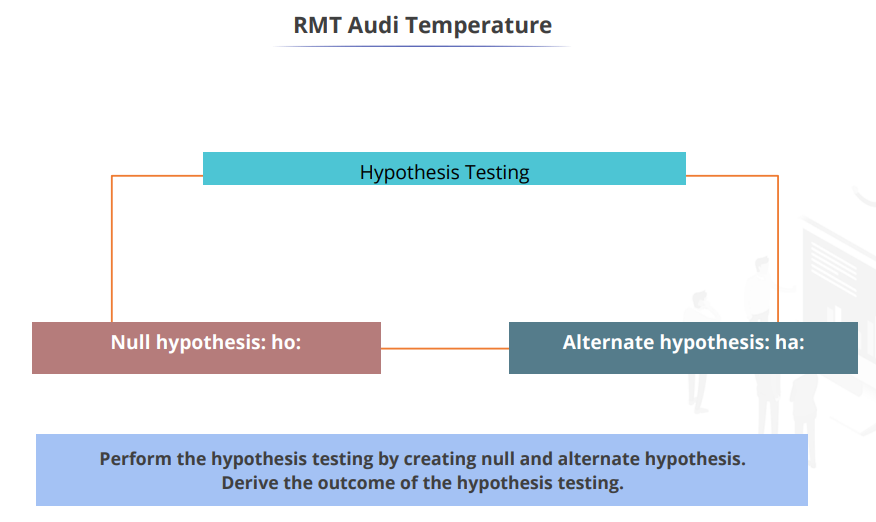 RMT Audi Temperature
Hypothesis Testing
Null hypothesis: ho:
Alternate hypothesis: ha:
Perform the hypothesis testing by creating null and alternate hypothesis.
Derive the outcome of the hypothesis testing.